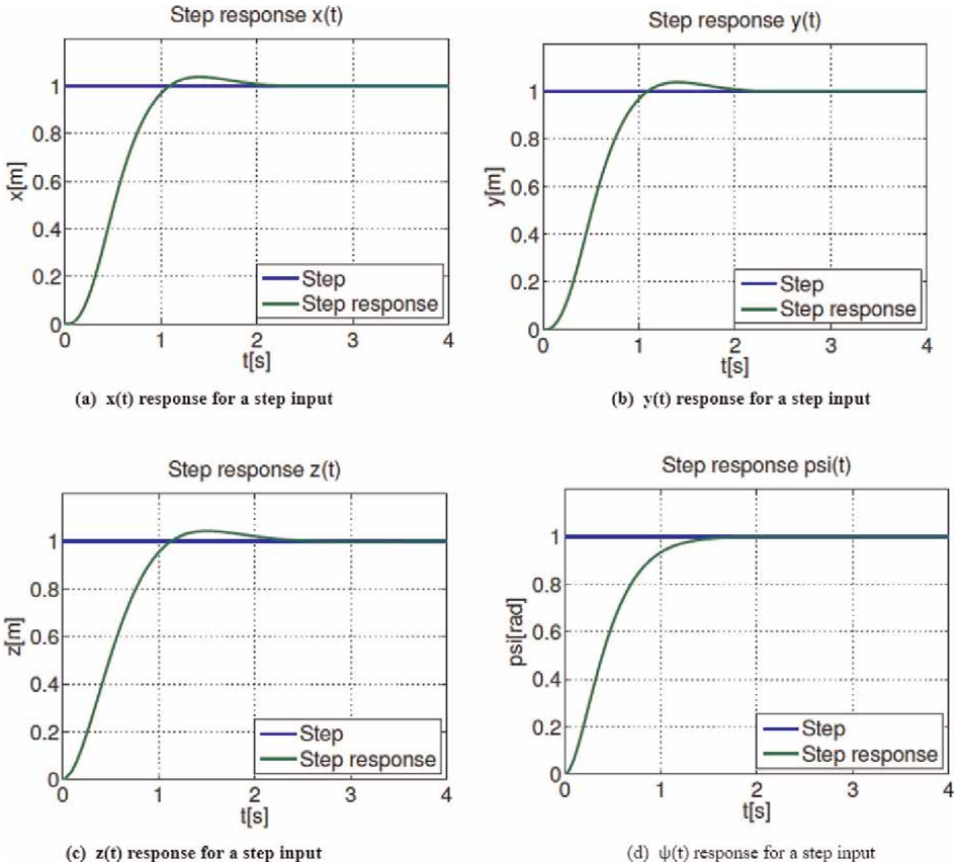 Step response x(t)
1
0.8
0.6
0.4
0.2
0
x[m]
Step
Step response
0 1 2 3 4
t[s]
(a) x(t) response for a step input
Step response y(t)
1
0.8
0.6
0.4
0.2
0
y[m]
Step
Step response
0 1 2 3 4
t[s]
(b) y(t) response for a step input
Step response z(t)
1
0.8
0.6
0.4
0.2
0
z[m]
Step
Step response
0 1 2 3 4
t[s]
(c) z(t) response for a step input
Step response psi(t)
1
0.8
0.6
0.4
0.2
0
psi[rad]
Step
Step response
0 1 2 3 4
t[s]
(d) ψ(t) response for a step input